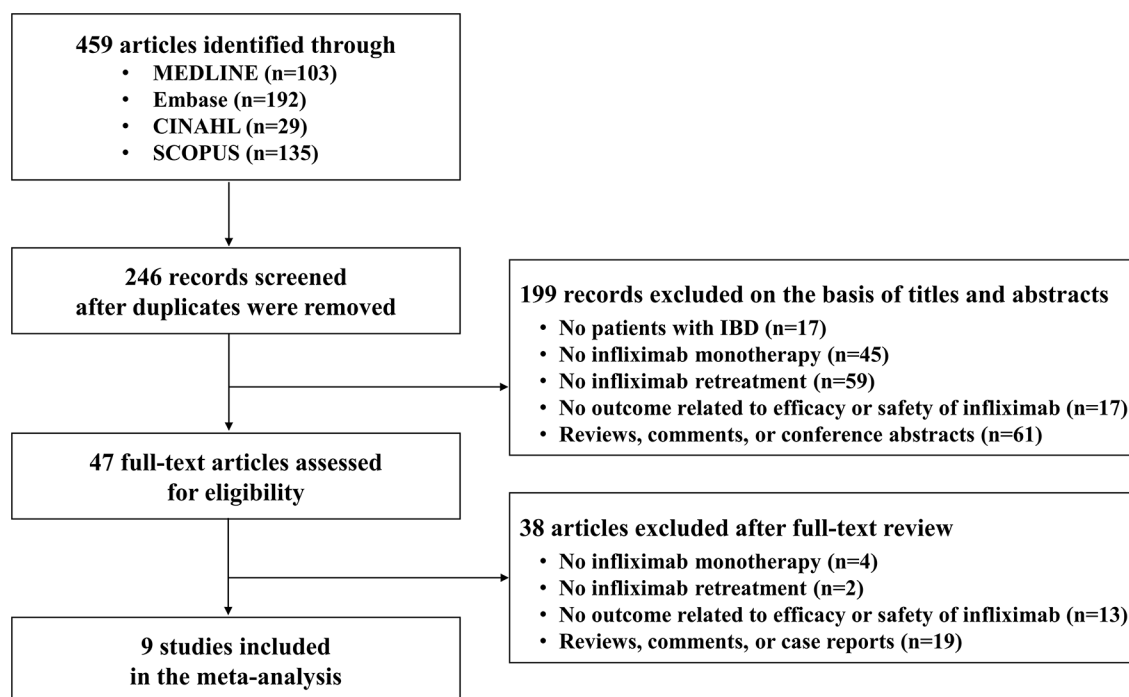 459 articles identified through
• MEDLINE (n=103)
• Embase (n=192)
• CINAHL (n=29)
• SCOPUS (n=135)
246 records screened
after duplicates were removed
199 records excluded on the basis of titles and abstracts
• No patients with IBD (n=17)
• No infliximab monotherapy (n=45)
• No infliximab retreatment (n=59)
• No outcome related to efficacy or safety of infliximab (n=17)
• Reviews, comments, or conference abstracts (n=61)
47 full-text articles assessed
for eligibility
38 articles excluded after full-text review
• No infliximab monotherapy (n=4)
• No infliximab retreatment (n=2)
• No outcome related to efficacy or safety of infliximab (n=13)
• Reviews, comments, or case reports (n=19)
9 studies included
in the meta-analysis